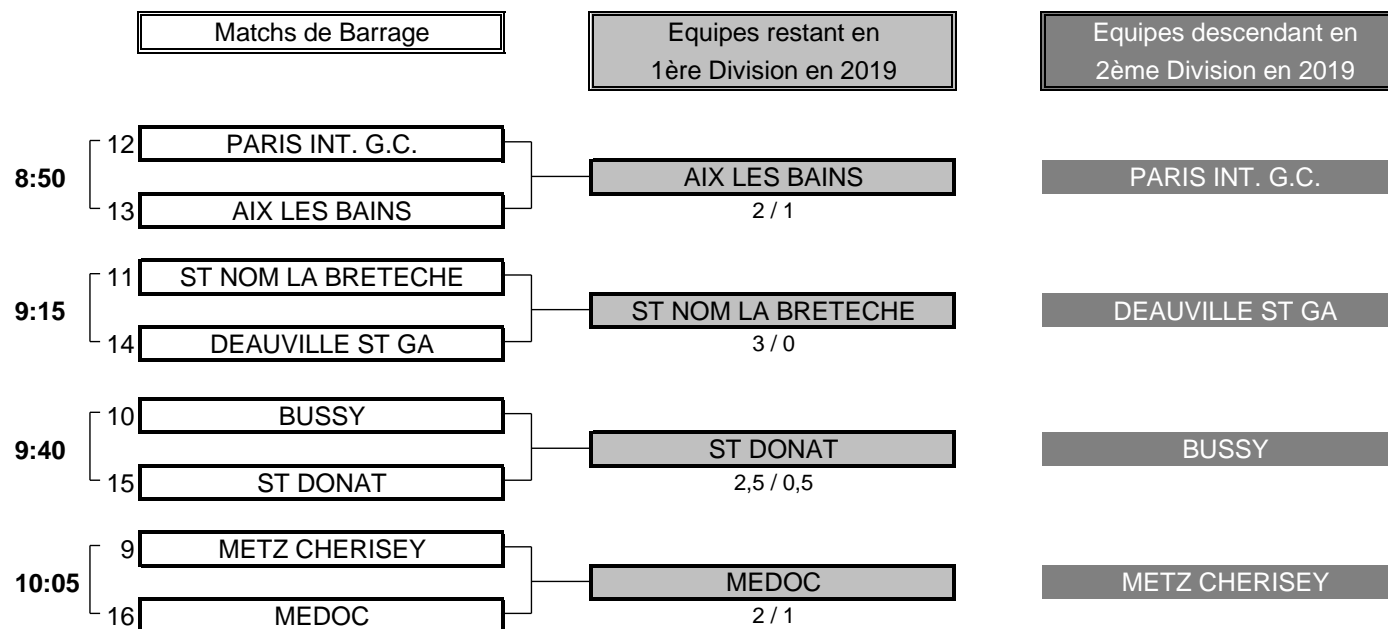 Matchs de Barrage
Equipes restant en
1ère Division en 2019
Equipes descendant en
2ème Division en 2019
12 PARIS INT. G.C.
8:50 AIX LES BAINS PARIS INT. G.C.
13 AIX LES BAINS 2 / 1
11 ST NOM LA BRETECHE
9:15 ST NOM LA BRETECHE DEAUVILLE ST GA
14 DEAUVILLE ST GA 3 / 0
10 BUSSY
9:40 ST DONAT BUSSY
15 ST DONAT 2,5 / 0,5
9 METZ CHERISEY
10:05 MEDOC METZ CHERISEY
16 MEDOC 2 / 1